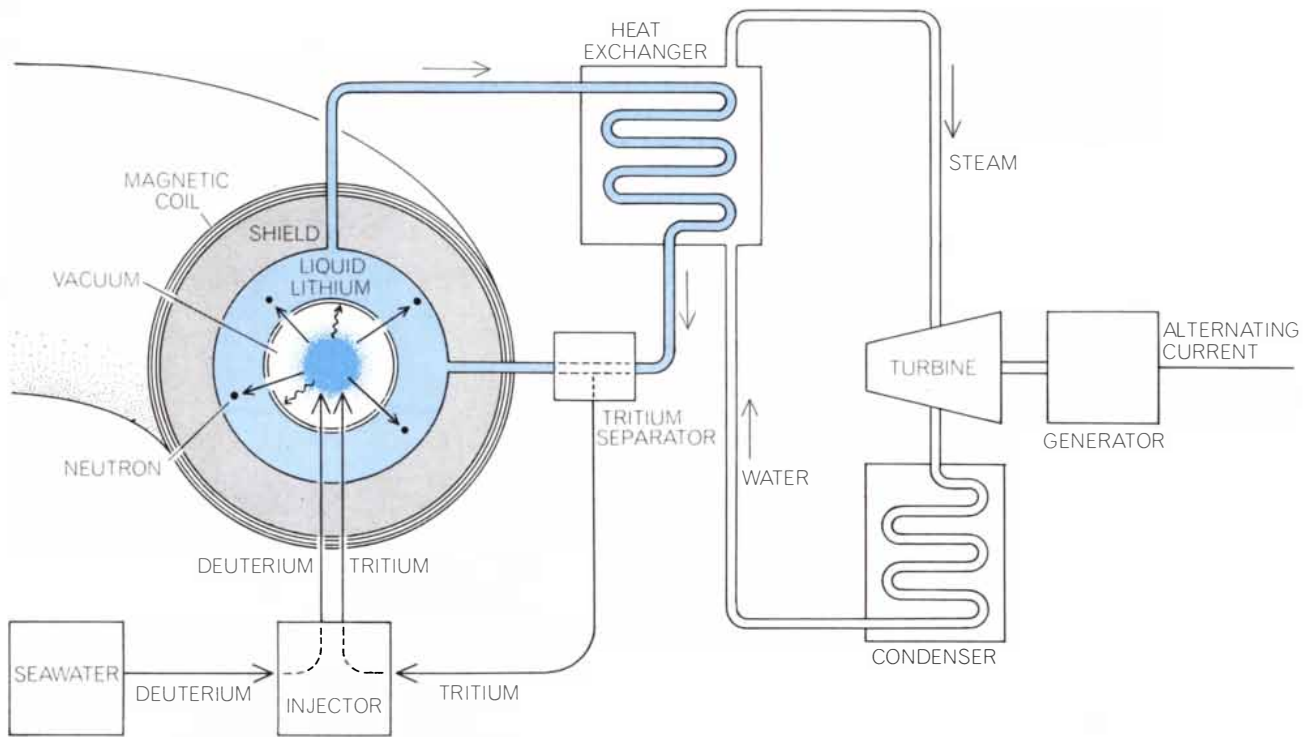 HEAT
EXCHANGER
STEAM
MAGNETIC
COIL
SHIELD
LIQUID
LITHIUM
VACUUM
NEUTRON
TRITIUM
SEPARATOR
WATER
TURBINE
ALTERNATING
CURRENT
GENERATOR
CONDENSER
DEUTERIUM
TRITIUM
SEAWATER
DEUTERIUM
INJECTOR
TRITIUM